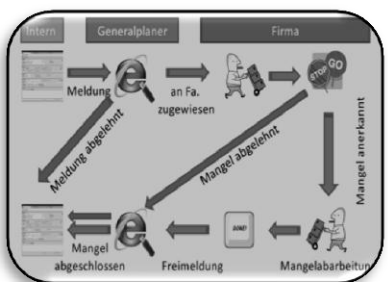 Intern
Generalplaner
Firma
Meldung
an Fa.
zugewiesen
STOP
GO
Meldung abgelehnt
Mangel abgelehnt
Mangel anerkannt
Mangel
abgeschlossen
Freimeldung
DONE!
Mangelabarbeitung